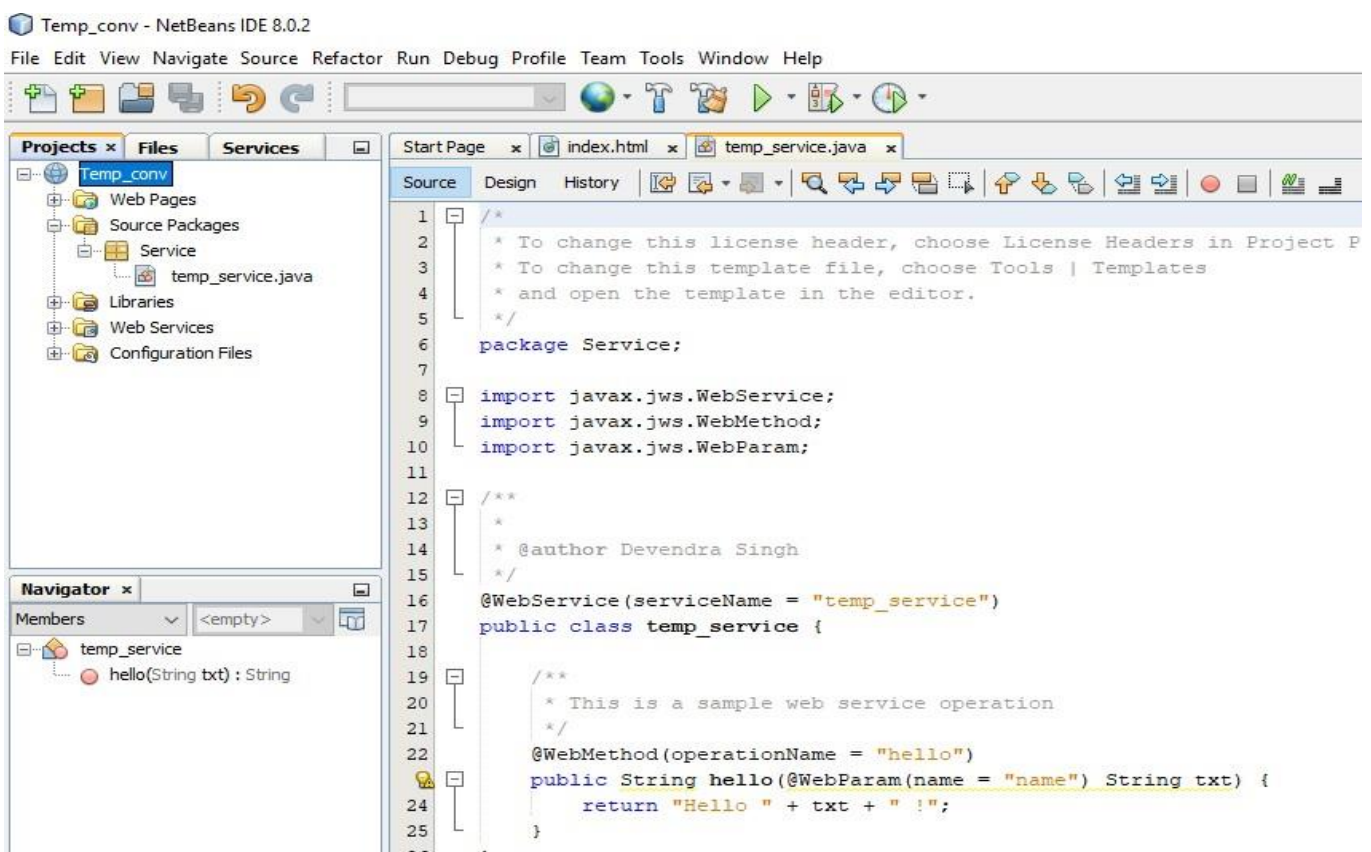 Temp_conv - NetBeans IDE 8.0.2
File Edit View Navigate Source Refactor Run Debug Profile Team Tools Window Help
Projects x Files Services
Temp_conv
Web Pages
Source Packages
Service
temp_service.java
Libraries
Web Services
Configuration Files
Navigator x
Members <empty>
temp_service
hello(String txt) : String
Start Page x index.html x temp_service.java x
Source Design History
1 /*
2 * To change this license header, choose License Headers in Project P
3 * To change this template file, choose Tools | Templates
4 * and open the template in the editor.
5 */
6 package Service;
7
8 import javax.jws.WebService;
9 import javax.jws.WebMethod;
10 import javax.jws.WebParam;
11
12 /**
13 *
14 * @author Devendra Singh
15 */
16 @WebService(serviceName = "temp_service")
17 public class temp_service {
18
19 /**
20 * This is a sample web service operation
21 */
22 @WebMethod(operationName = "hello")
public String hello(@WebParam(name = "name") String txt) {
24 return "Hello " + txt + " !";
25 }